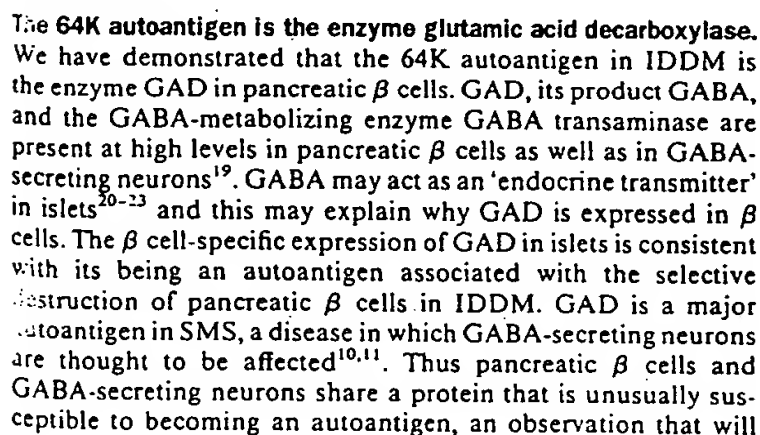 The 64K autoantigen is the enzyme glutamic acid decarboxylase.
We have demonstrated that the 64K autoantigen in IDDM is
the enzyme GAD in pancreatic β cells. GAD, its product GABA,
and the GABA-metabolizing enzyme GABA transaminase are
present at high levels in pancreatic β cells as well as in GABA-
secreting neurons¹⁹. GABA may act as an 'endocrine transmitter'
in islets²⁰⁻²³ and this may explain why GAD is expressed in β
cells. The β cell-specific expression of GAD in islets is consistent
with its being an autoantigen associated with the selective
destruction of pancreatic β cells in IDDM. GAD is a major
autoantigen in SMS, a disease in which GABA-secreting neurons
are thought to be affected¹⁰,¹¹. Thus pancreatic β cells and
GABA-secreting neurons share a protein that is unusually sus-
ceptible to becoming an autoantigen, an observation that will